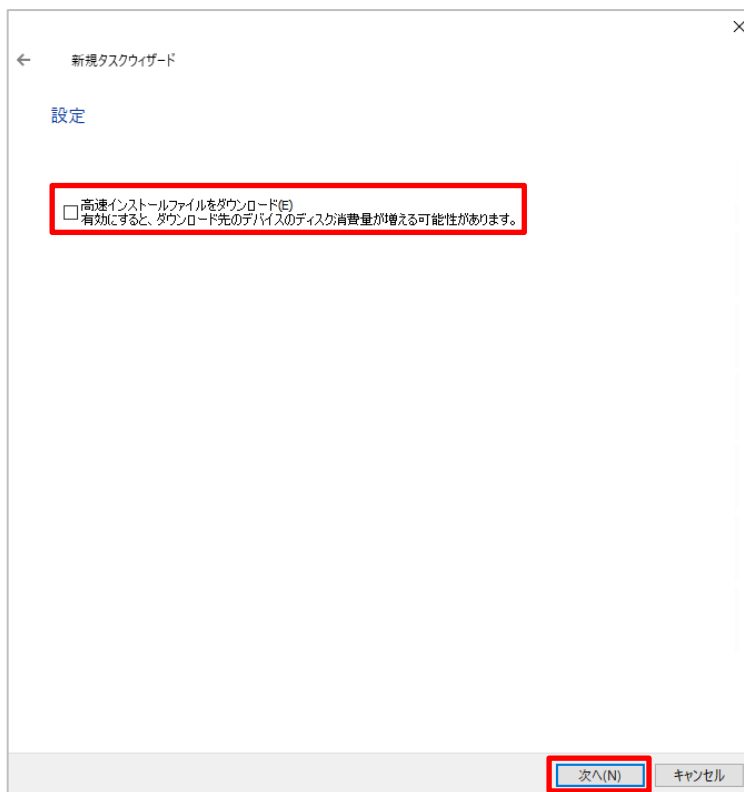 新規タスクウィザード
設定
高速インストールファイルをダウンロード(E)
有効にすると、ダウンロード先のデバイスのディスク消費量が増える可能性があります。
次へ(N) キャンセル